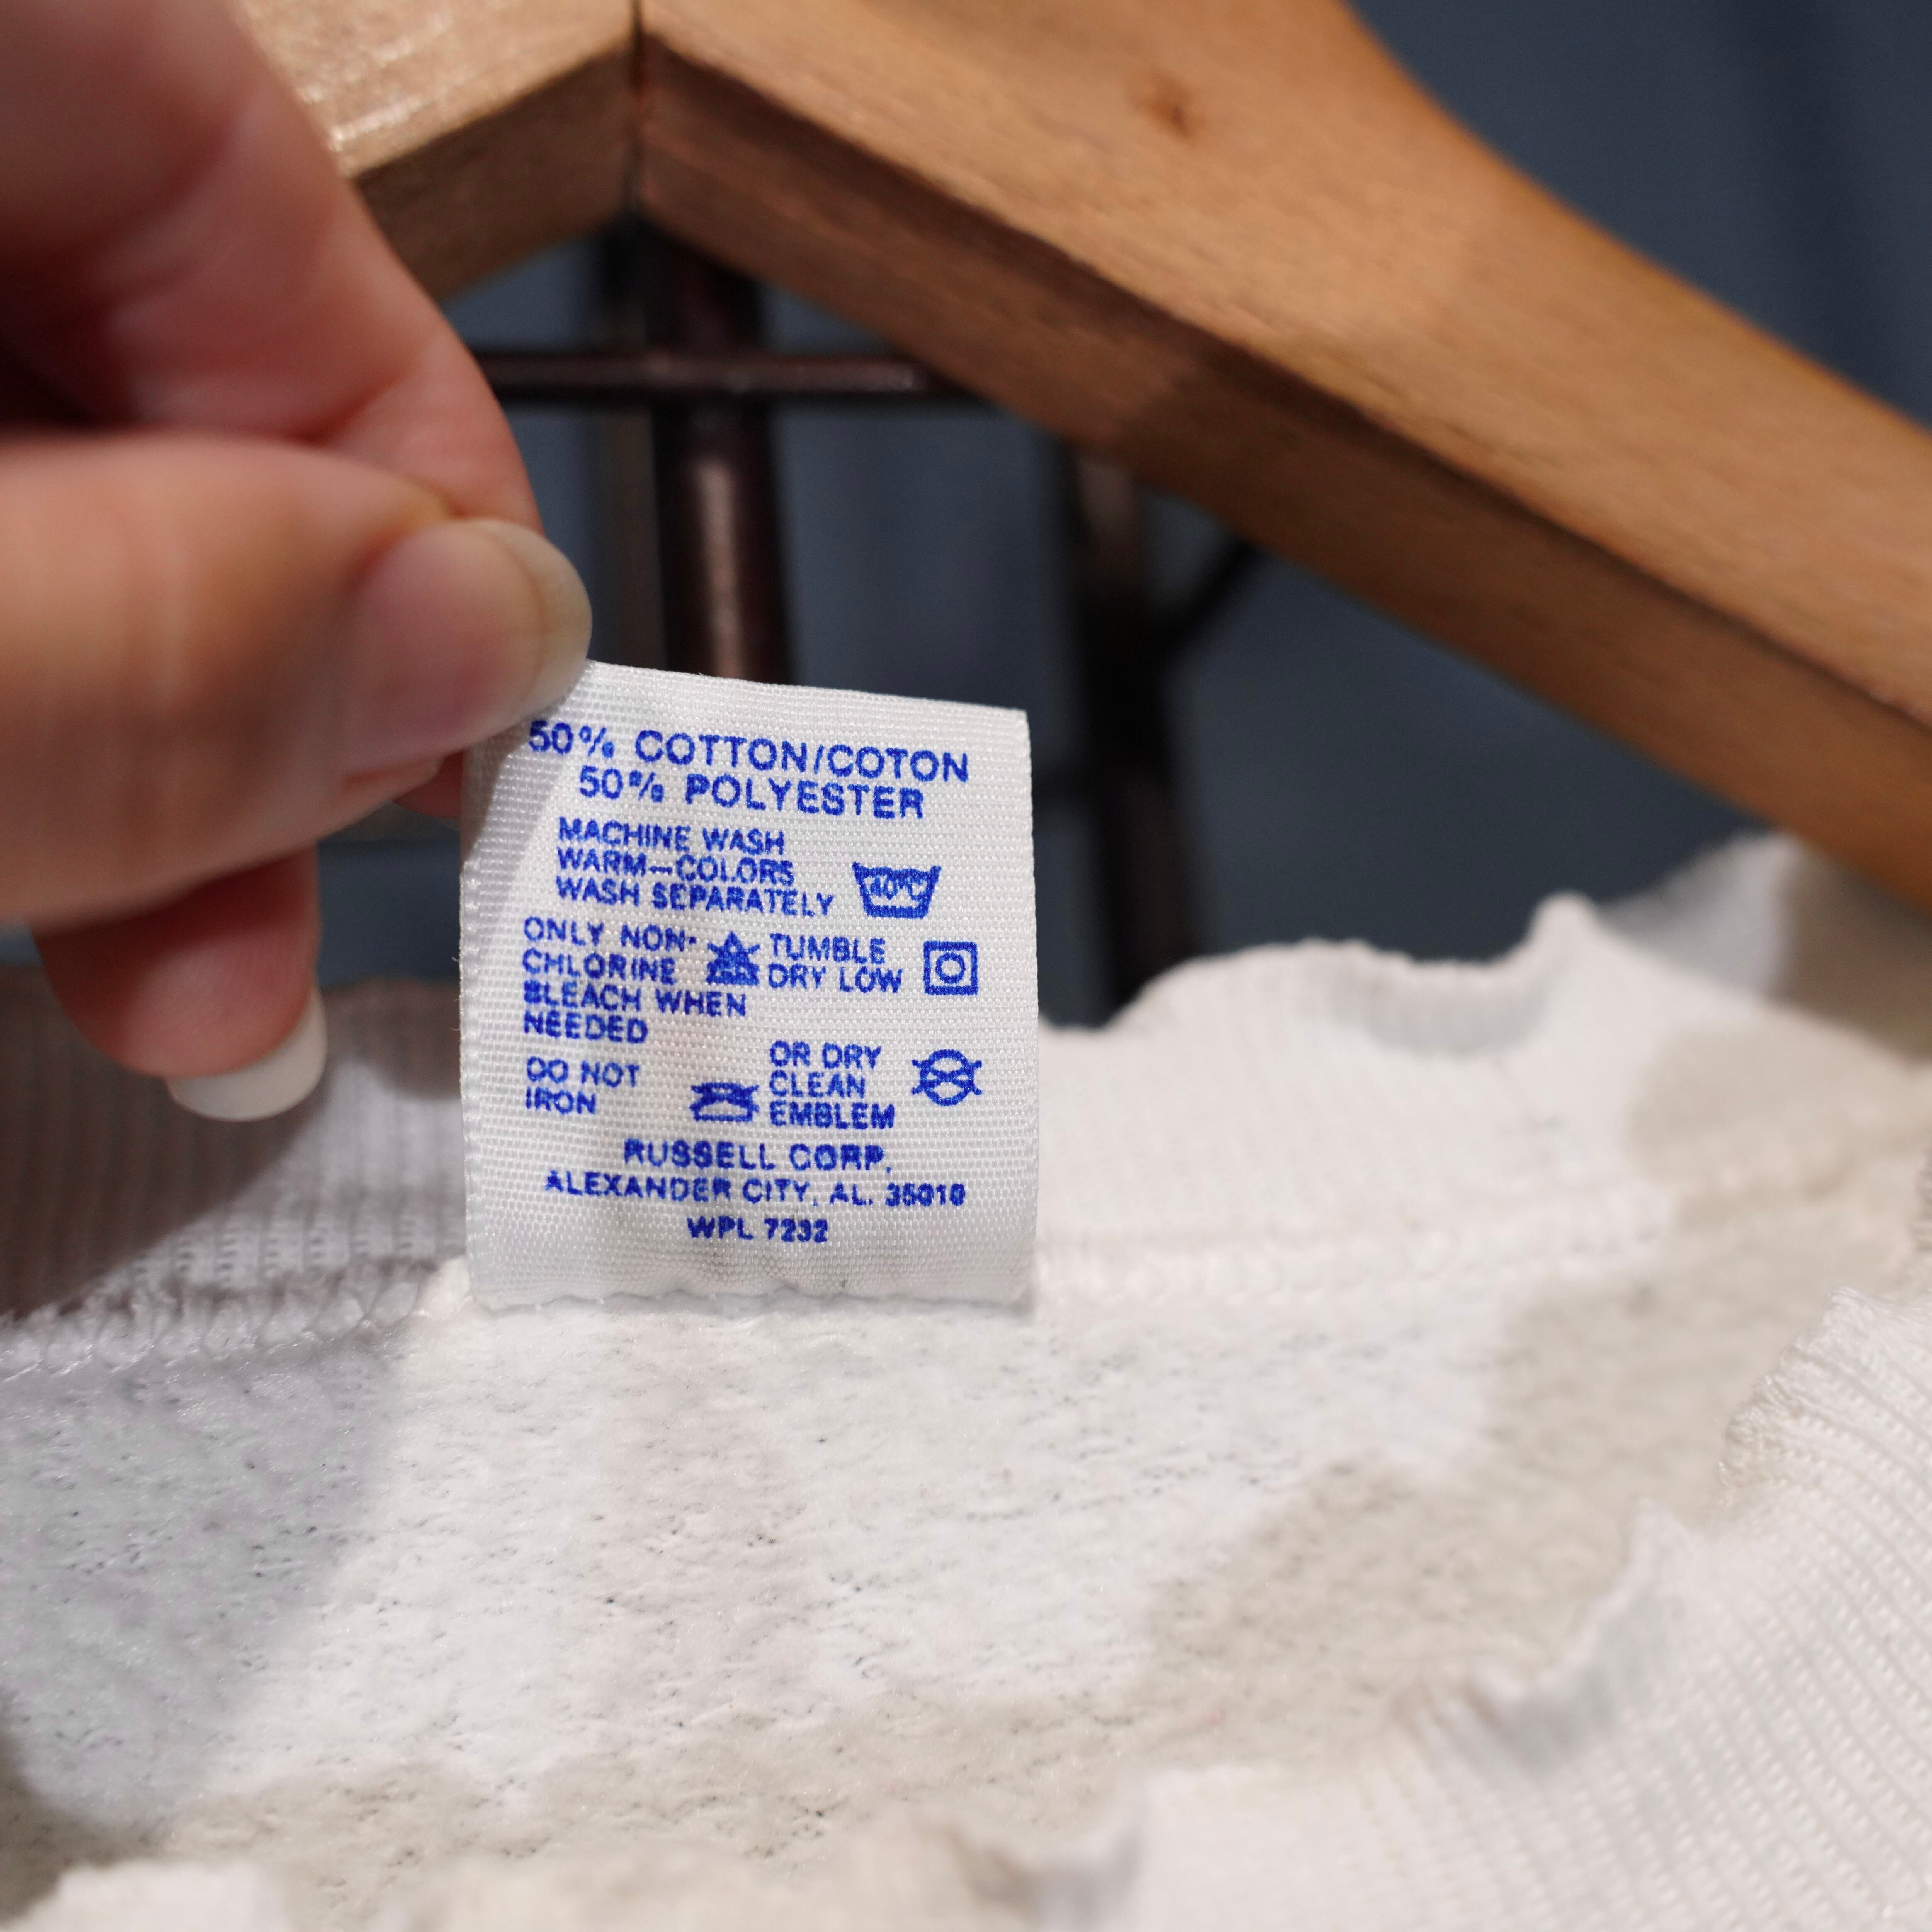 50% COTTON/COTON
50% POLYESTER
MACHINE WASH
WARM—COLORS
WASH SEPARATELY
40°C
ONLY NON-
CHLORINE
BLEACH WHEN
NEEDED
TUMBLE
DRY LOW
DO NOT
IRON
OR DRY
CLEAN
EMBLEM
RUSSELL CORP.
ALEXANDER CITY, AL. 35010
WPL 7232